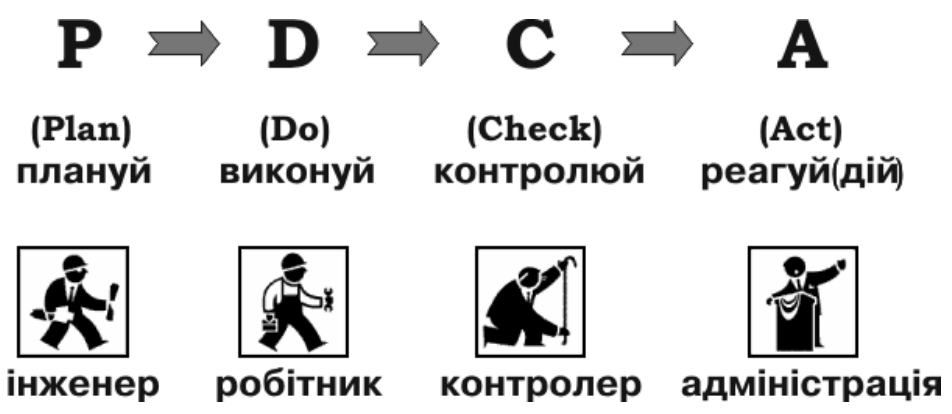 P D C A
(Plan) (Do) (Check) (Act)
плануй виконуй контролюй реагуй(дій)
інженер робітник контролер адміністрація